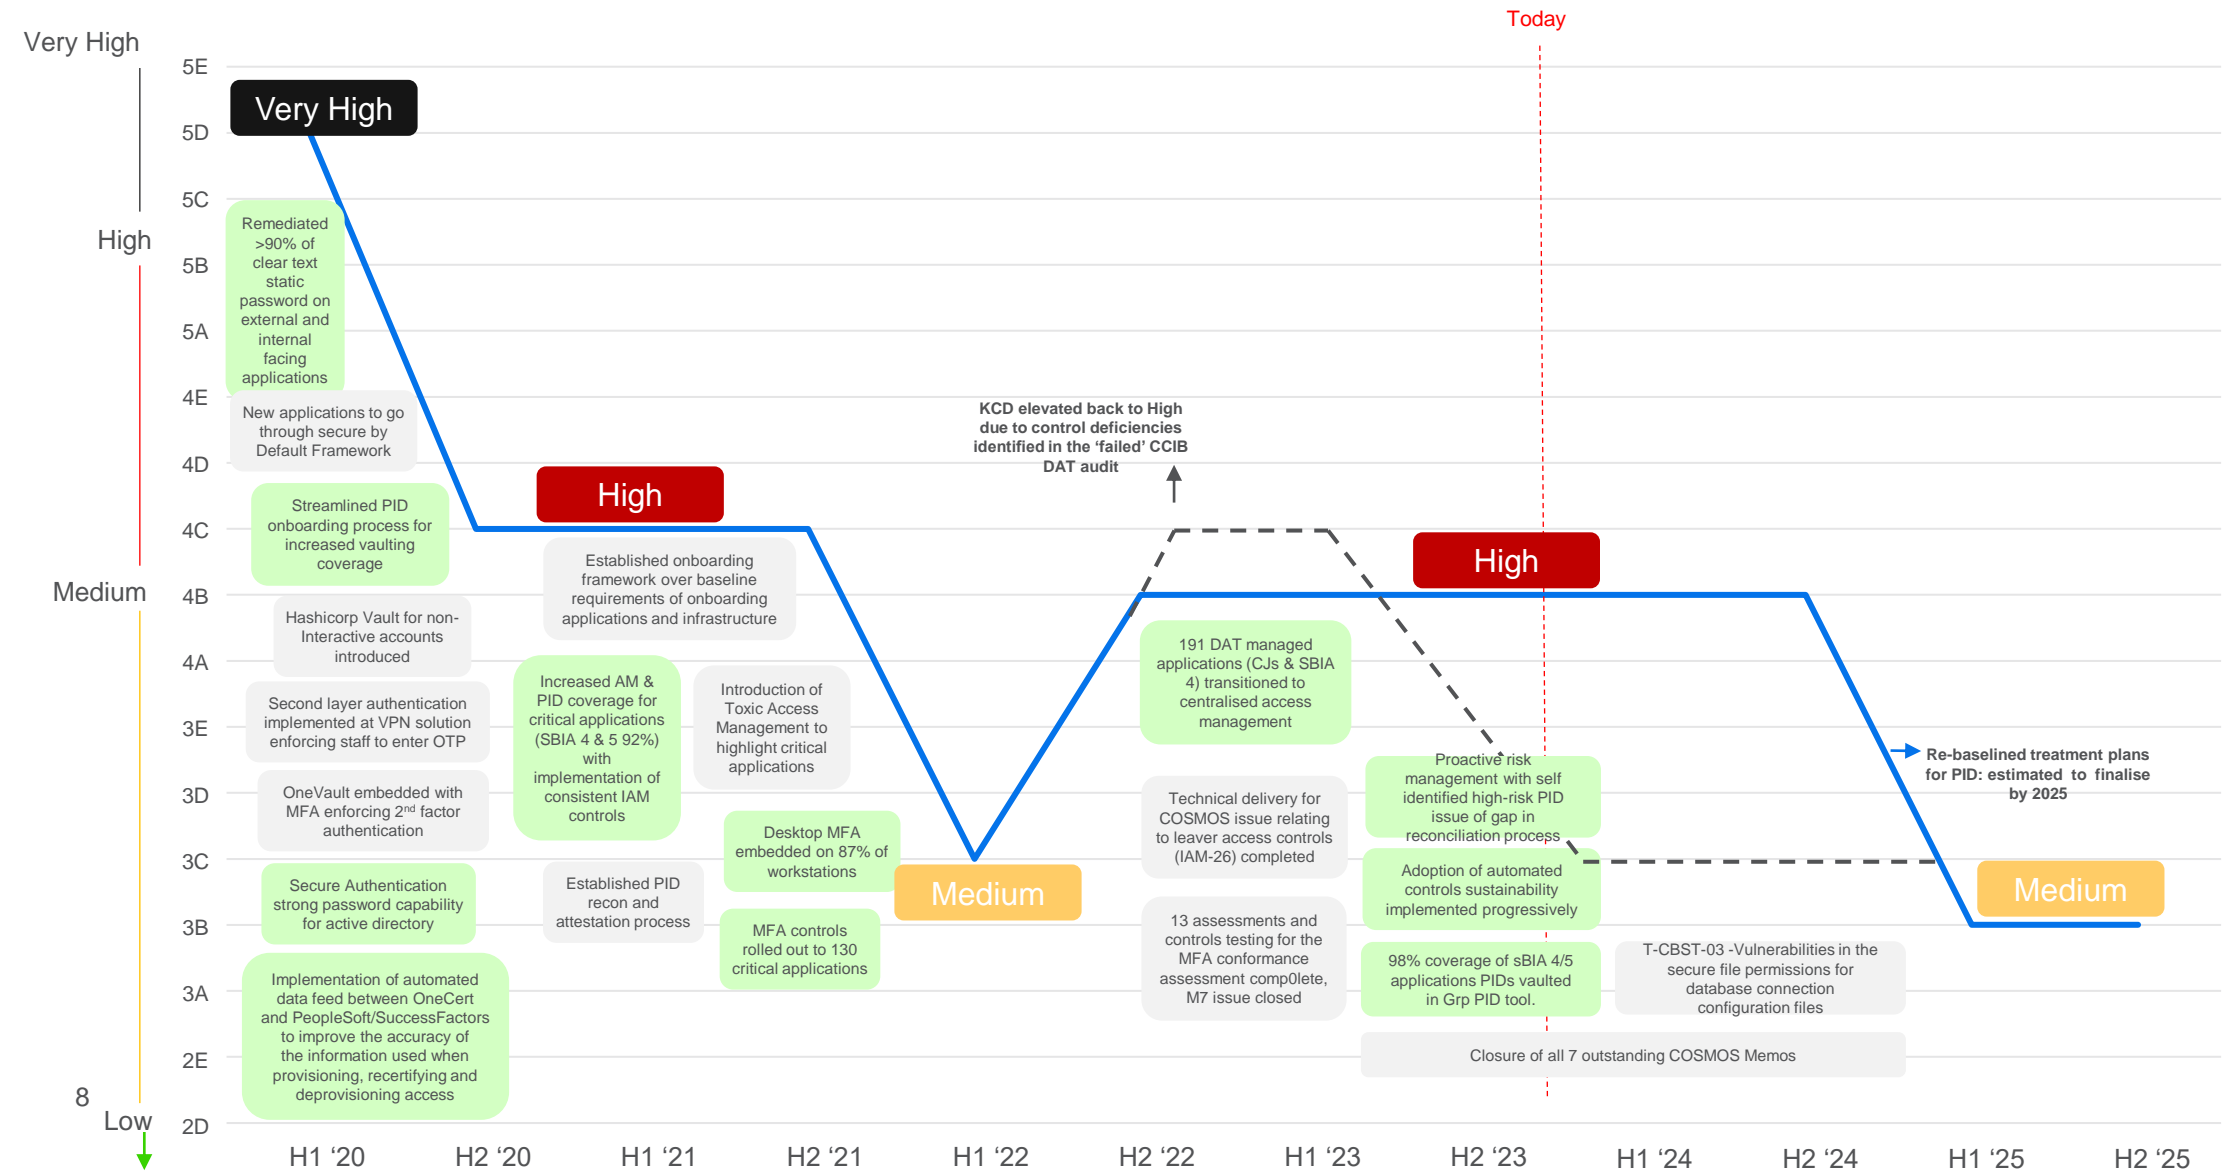 Today
Very High
High
Medium
8
Low
5E
5D
5C
5B
5A
4E
4D
4C
4B
4A
3E
3D
3C
3B
3A
2E
2D
Very High
Remediated
>90% of
clear text
static
password on
external and
internal
facing
applications
New applications to go
through secure by
Default Framework
Streamlined PID
onboarding process for
increased vaulting
coverage
Hashicorp Vault for non-
Interactive accounts
introduced
Second layer authentication
implemented at VPN solution
enforcing staff to enter OTP
OneVault embedded with
MFA enforcing 2nd factor
authentication
Secure Authentication
strong password capability
for active directory
Implementation of automated
data feed between OneCert
and PeopleSoft/SuccessFactors
to improve the accuracy of
the information used when
provisioning, recertifying and
deprovisioning access
High
Established onboarding
framework over baseline
requirements of onboarding
applications and infrastructure
Increased AM &
PID coverage for
critical applications
(SBIA 4 & 5 92%)
with
implementation of
consistent IAM
controls
Introduction of
Toxic Access
Management to
highlight critical
applications
Established PID
recon and
attestation process
Desktop MFA
embedded on 87% of
workstations
MFA controls
rolled out to 130
critical applications
Medium
KCD elevated back to High
due to control deficiencies
identified in the ‘failed’ CCIB
DAT audit
191 DAT managed
applications (CJs & SBIA
4) transitioned to
centralised access
management
Technical delivery for
COSMOS issue relating
to leaver access controls
(IAM-26) completed
13 assessments and
controls testing for the
MFA conformance
assessment comp0lete,
M7 issue closed
High
Proactive risk
management with self
identified high-risk PID
issue of gap in
reconciliation process
Adoption of automated
controls sustainability
implemented progressively
98% coverage of sBIA 4/5
applications PIDs vaulted
in Grp PID tool.
T-CBST-03 -Vulnerabilities in the
secure file permissions for
database connection
configuration files
Closure of all 7 outstanding COSMOS Memos
Re-baselined treatment plans
for PID: estimated to finalise
by 2025
Medium
H1 ‘20
H2 ‘20
H1 ‘21
H2 ‘21
H1 ‘22
H2 ‘22
H1 ‘23
H2 ‘23
H1 ‘24
H2 ‘24
H1 ‘25
H2 ‘25